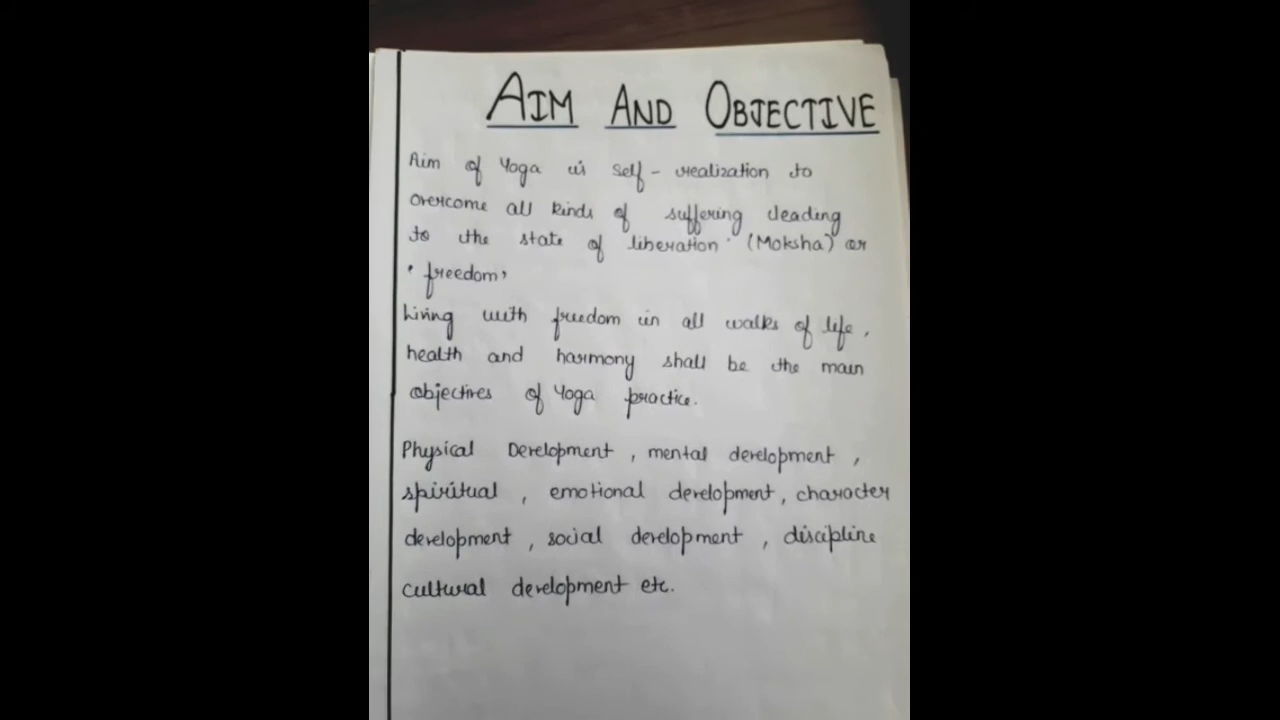 AIM AND OBJECTIVE
Aim of Yoga is self-realization to
overcome all kinds of suffering leading
to the state of liberation' (Moksha) or
'freedom'
Living with freedom in all walks of life,
health and harmony shall be the main
objectives of Yoga practice.
Physical Development, mental development,
spiritual, emotional development, character
development, social development, discipline
cultural development etc.